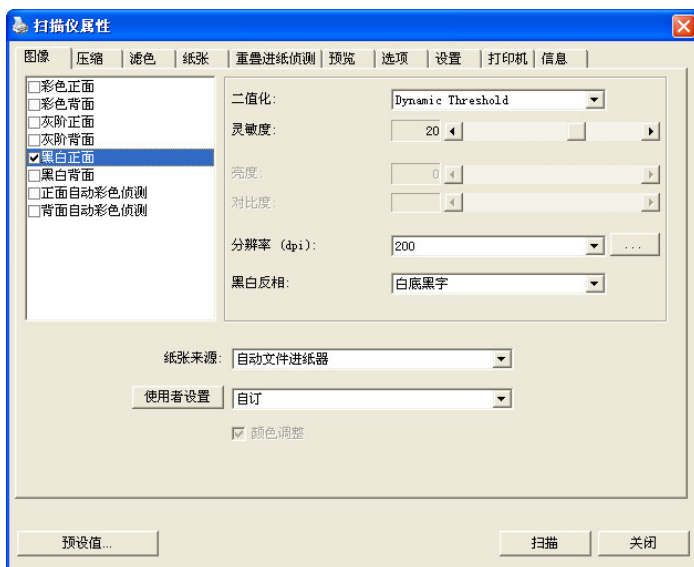 扫描仪属性
图像 压缩 滤色 纸张 重叠进纸侦测 预览 选项 设置 打印机 信息
彩色正面
彩色背面
灰阶正面
灰阶背面
黑白正面
黑白背面
正面自动彩色侦测
背面自动彩色侦测
二值化: Dynamic Threshold
灵敏度: 20
亮度: 0
对比度:
分辨率 (dpi): 200 ...
黑白反相: 白底黑字
纸张来源: 自动文件进纸器
使用者设置 自订
颜色调整
预设值... 扫描 关闭